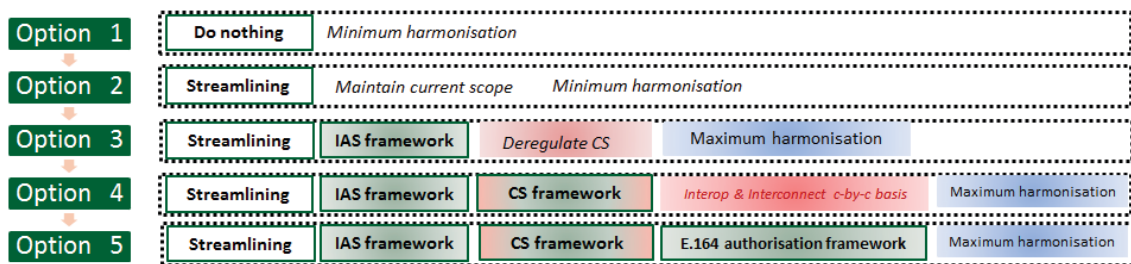 Option 1 Do nothing Minimum harmonisation
Option 2 Streamlining Maintain current scope Minimum harmonisation
Option 3 Streamlining IAS framework Deregulate CS Maximum harmonisation
Option 4 Streamlining IAS framework CS framework Interop & Interconnect c-by-c basis Maximum harmonisation
Option 5 Streamlining IAS framework CS framework E.164 authorisation framework Maximum harmonisation